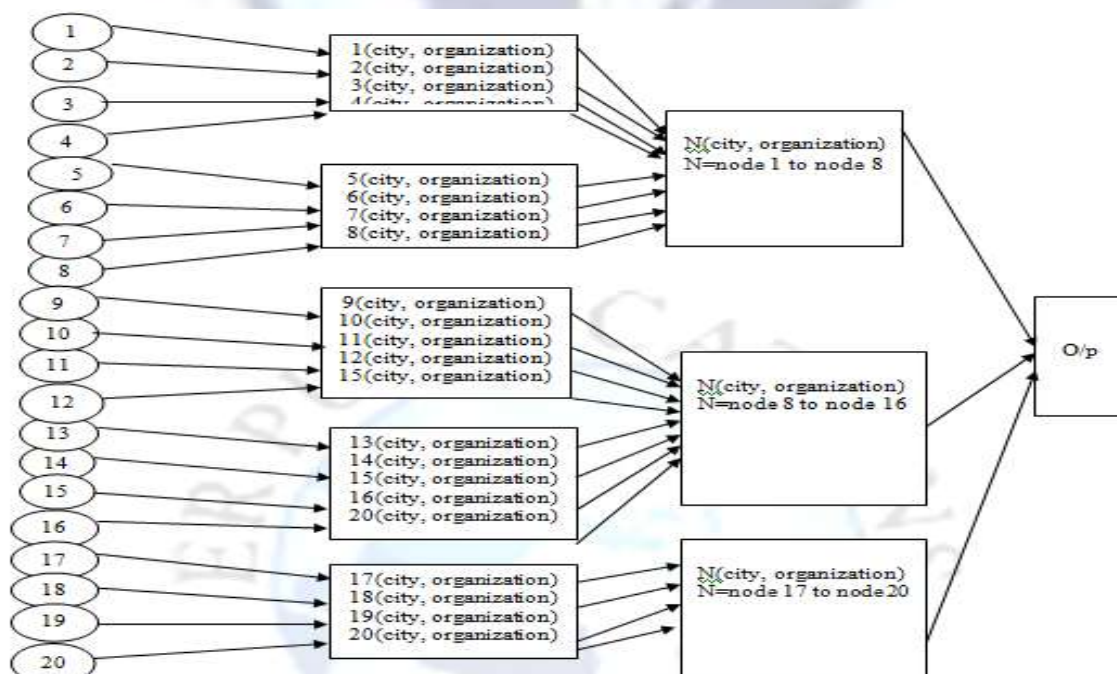 1
2
3
4
5
6
7
8
9
10
11
12
13
14
15
16
17
18
19
20
1(city, organization)
2(city, organization)
3(city, organization)
4(city, organization)
5(city, organization)
6(city, organization)
7(city, organization)
8(city, organization)
9(city, organization)
10(city, organization)
11(city, organization)
12(city, organization)
15(city, organization)
13(city, organization)
14(city, organization)
15(city, organization)
16(city, organization)
20(city, organization)
17(city, organization)
18(city, organization)
19(city, organization)
20(city, organization)
N(city, organization)
N=node 1 to node 8
N(city, organization)
N=node 8 to node 16
N(city, organization)
N=node 17 to node20
O/p